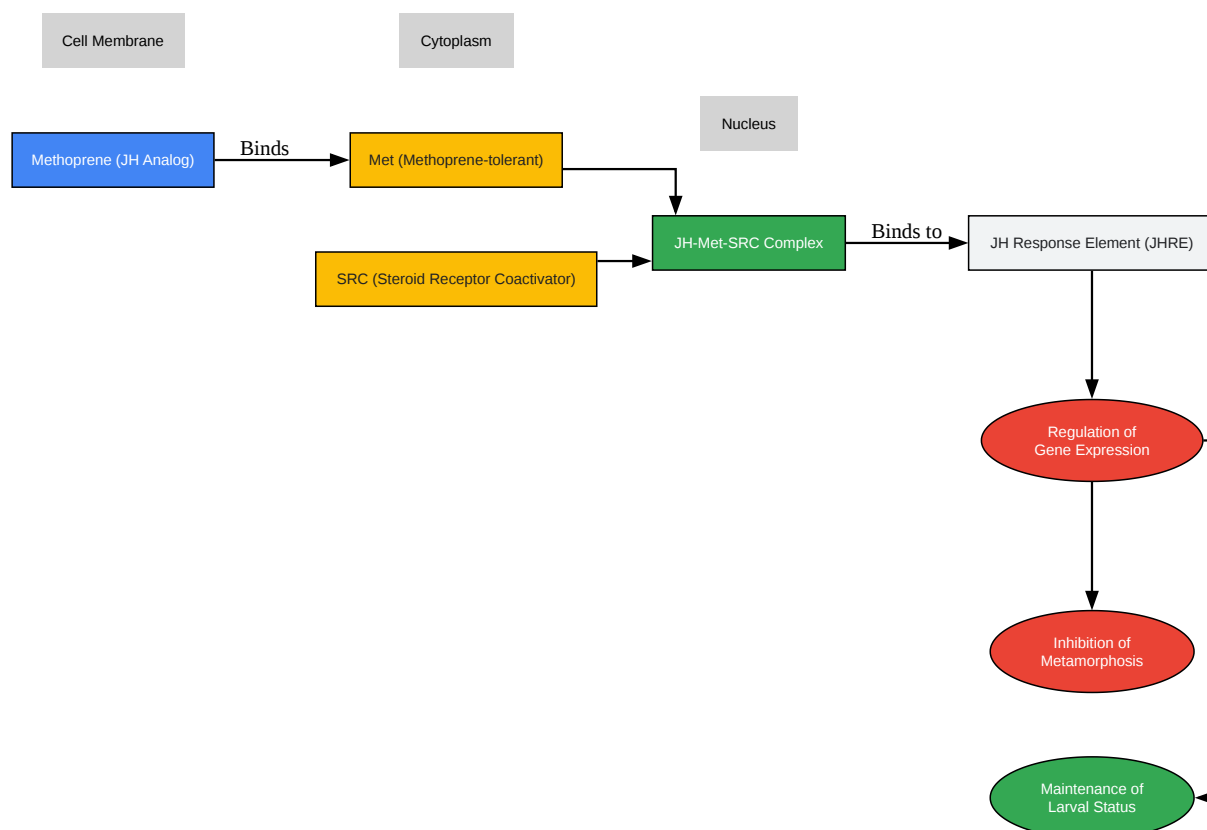 Cell Membrane
Cytoplasm
Nucleus
Methoprene (JH Analog)
Binds
Met (Methoprene-tolerant)
JH-Met-SRC Complex
Binds to
JH Response Element (JHRE)
SRC (Steroid Receptor Coactivator)
Regulation of
Gene Expression
Inhibition of
Metamorphosis
Maintenance of
Larval Status